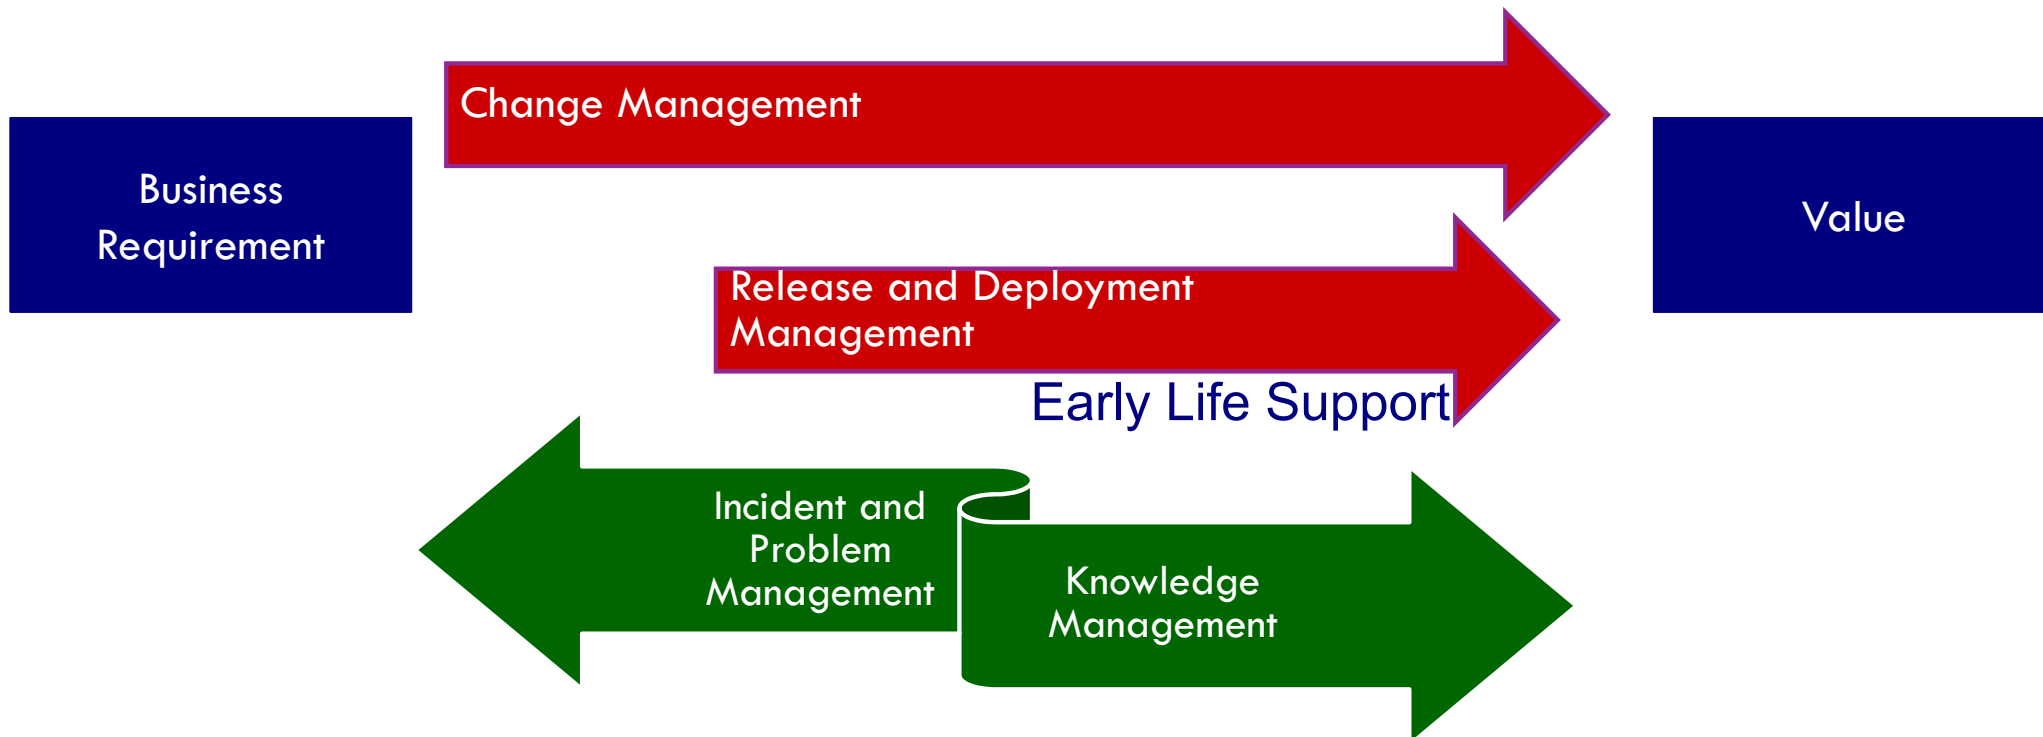 Change Management
Business
Requirement
Value
Release and Deployment
Management
Early Life Support
Incident and
Problem
Management
Knowledge
Management